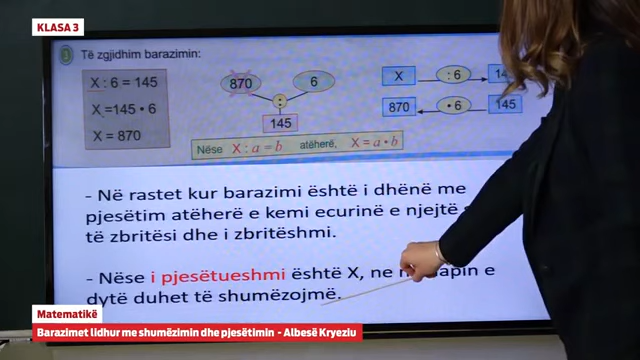 KLASA 3
3 Të zgjidhim barazimin:
X : 6 = 145
X = 145 • 6
X = 870
870
6
:
145
X
: 6
870
• 6
145
Nëse X : a = b atëherë, X = a • b
- Në rastet kur barazimi është i dhënë me
pjesëtim atëherë e kemi ecurinë e njejtë
të zbritësi dhe i zbritëshmi.
- Nëse i pjesëtueshmi është X, ne në e
dytë duhet të shumëzojmë.
Matematikë
Barazimet lidhur me shumëzimin dhe pjesëtimin - Albesë Kryeziu